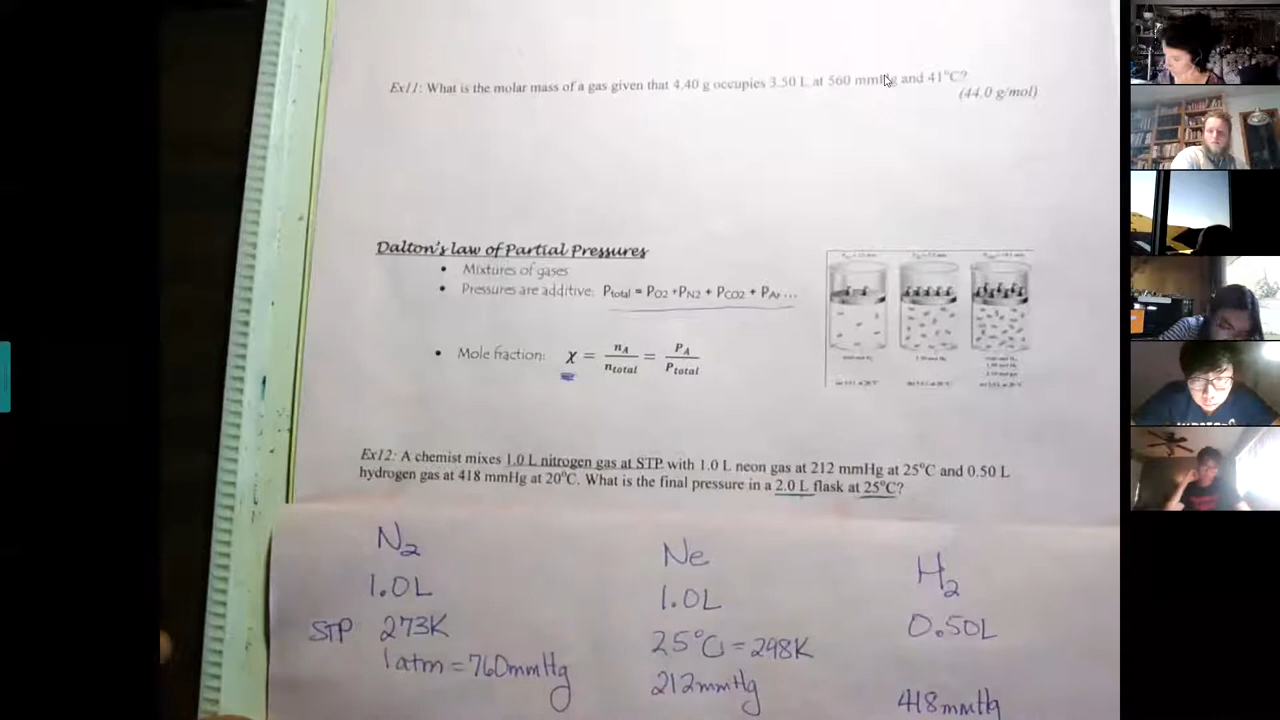 Ex11: What is the molar mass of a gas given that 4.40 g occupies 3.50 L at 560 mmHg and 41°C?
(44.0 g/mol)
Dalton's law of Partial Pressures
• Mixtures of gases
• Pressures are additive: Ptotal = PO2 +PN2 + PCO2 + PAr ...
• Mole fraction: χ = nA/ntotal = PA/Ptotal
Ex12: A chemist mixes 1.0 L nitrogen gas at STP with 1.0 L neon gas at 212 mmHg at 25°C and 0.50 L
hydrogen gas at 418 mmHg at 20°C. What is the final pressure in a 2.0 L flask at 25°C?
N2
1.0L
STP 273K
1atm = 760mmHg
Ne
1.0L
25°C = 298K
212mmHg
H2
0.50L
418mmHg